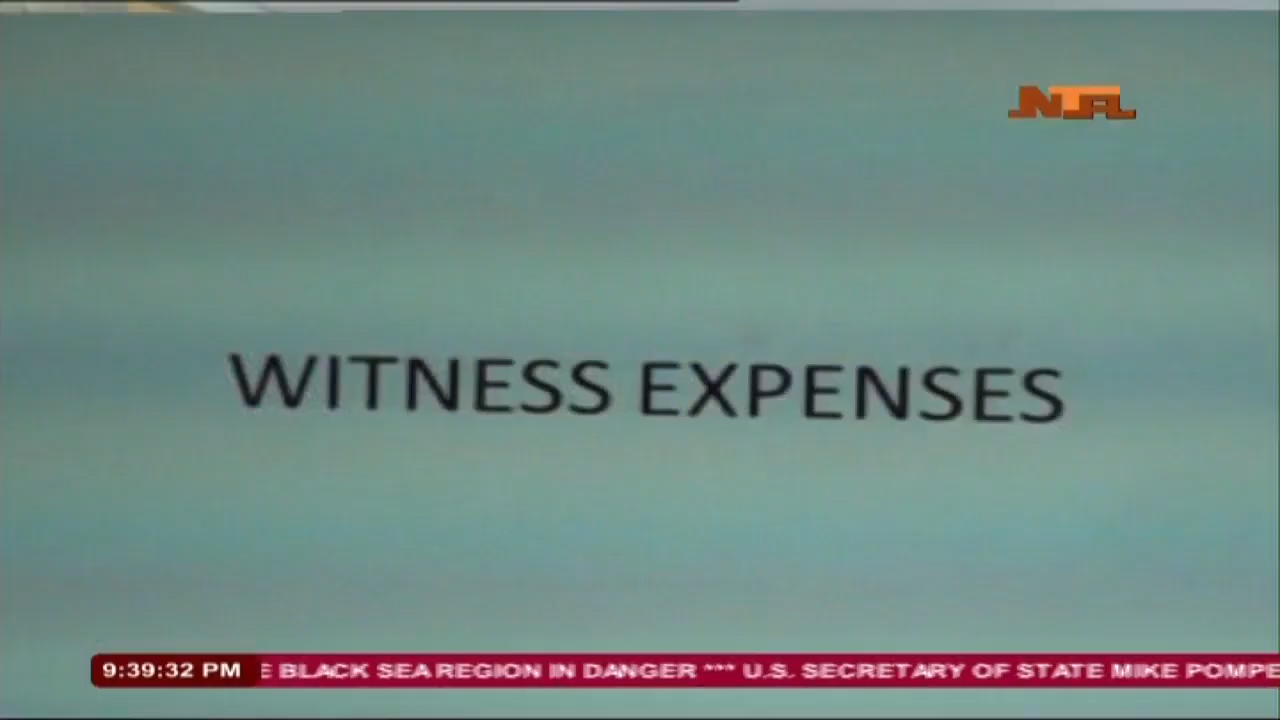 NTA
WITNESS EXPENSES
9:39:32 PM
BLACK SEA REGION IN DANGER *** U.S. SECRETARY OF STATE MIKE POMPE